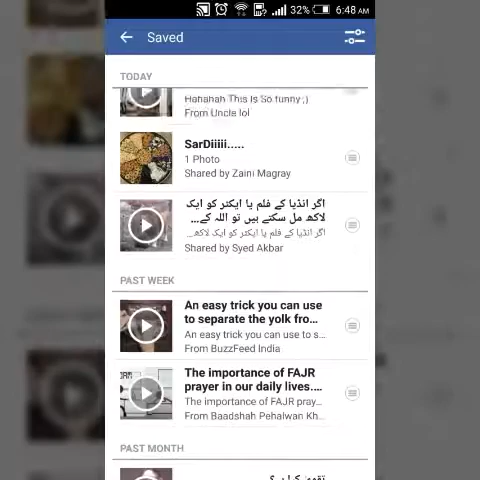 32% 6:48 AM
Saved
TODAY
Hahahah This Is So funny ;)
From Uncle lol
SarDiiiii.....
1 Photo
Shared by Zaini Magray
اگر انڈیا کے فلم یا ایکٹر کو ایک
لاکھ مل سکتے ہیں تو اللہ کے...
اگر انڈیا کے فلم یا ایکٹر کو ایک لاکھ...
Shared by Syed Akbar
PAST WEEK
An easy trick you can use
to separate the yolk fro...
An easy trick you can use to s...
From BuzzFeed India
The importance of FAJR
prayer in our daily lives....
The importance of FAJR pray...
From Baadshah Pehalwan Kh...
PAST MONTH